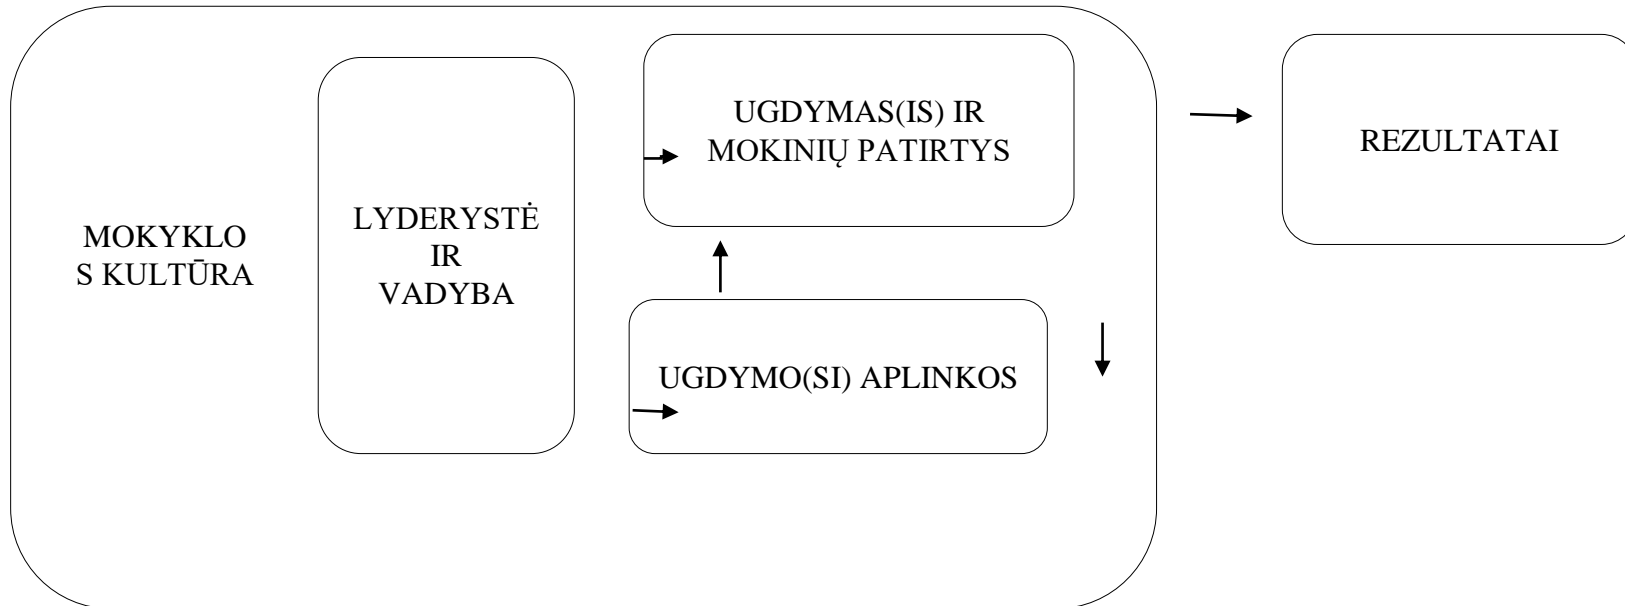 MOKYKLO
S KULTŪRA
LYDERYSTĖ
IR
VADYBA
UGDYMAS(IS) IR
MOKINIŲ PATIRTYS
UGDYMO(SI) APLINKOS
REZULTATAI